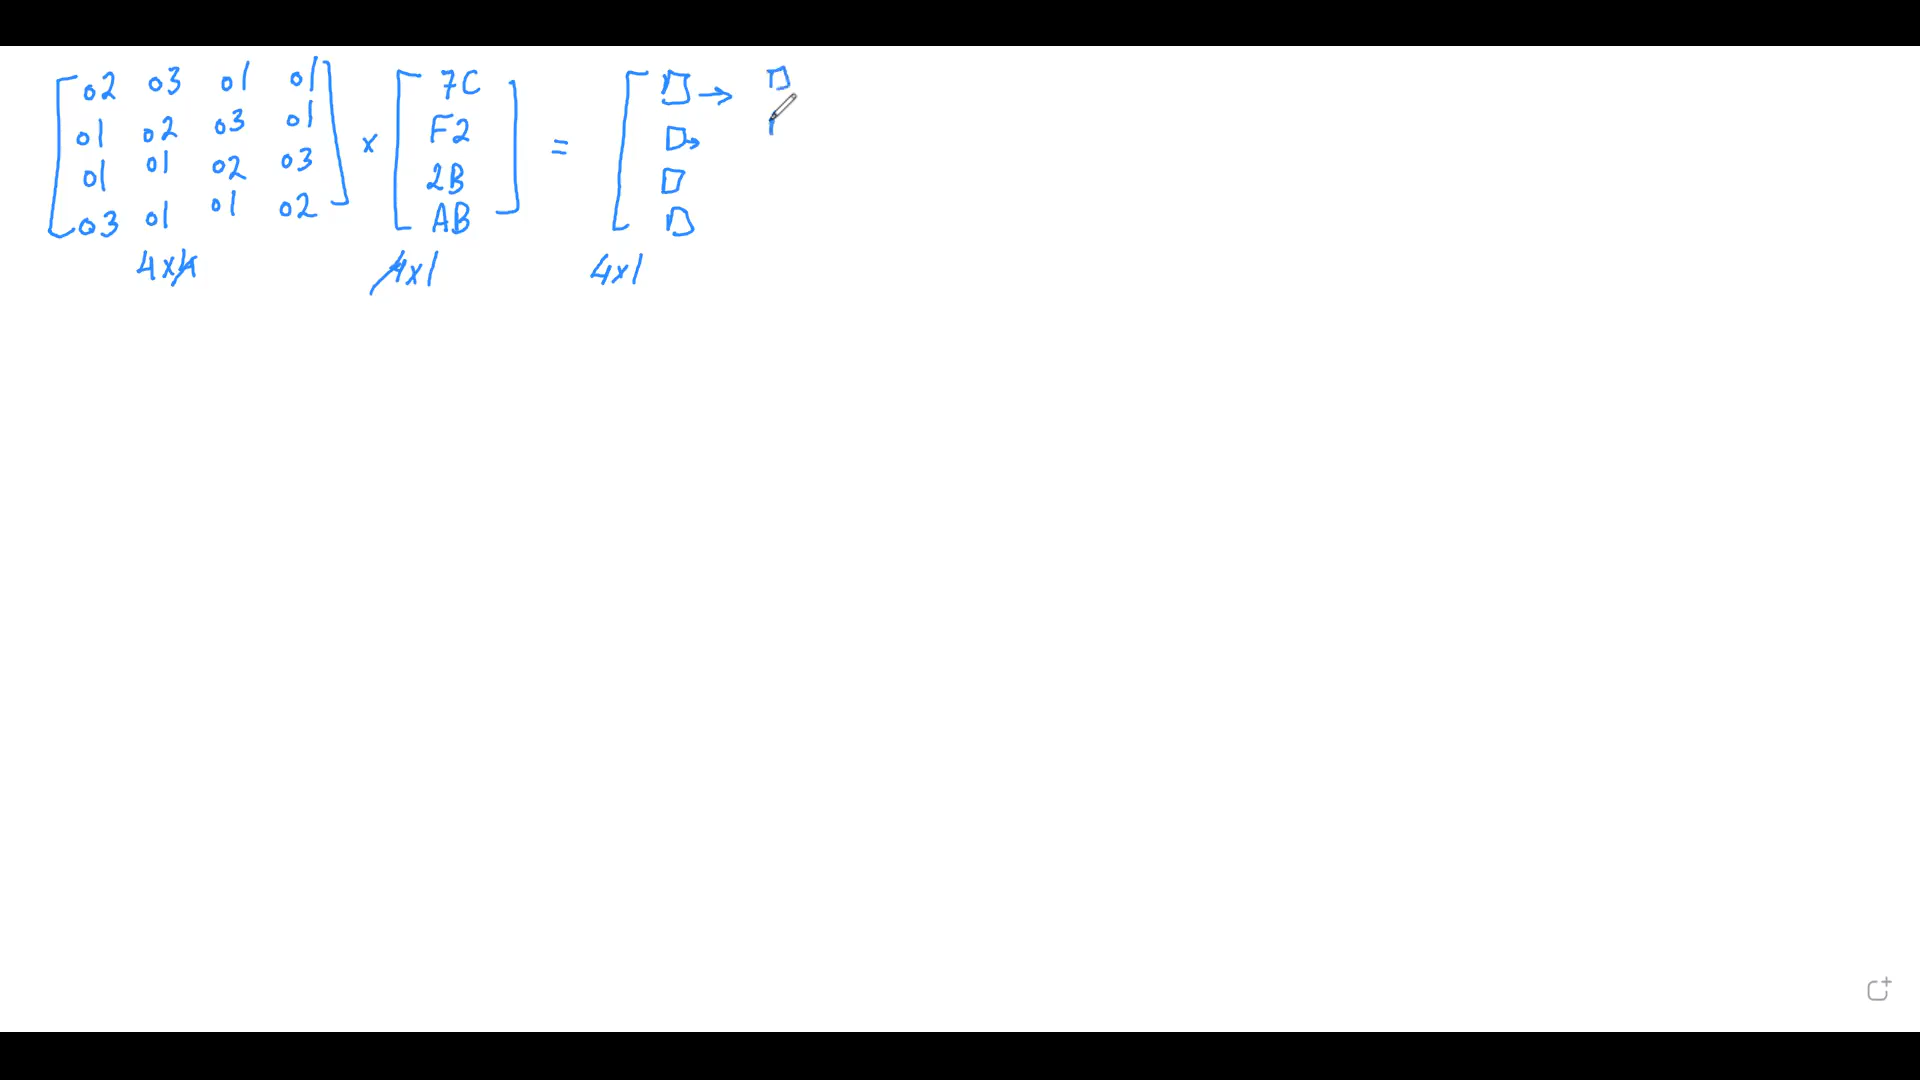 02 03 01 01 7C
01 02 03 01 × F2 =
01 01 02 03 2B
03 01 01 02 AB
4x4 4x1 4x1